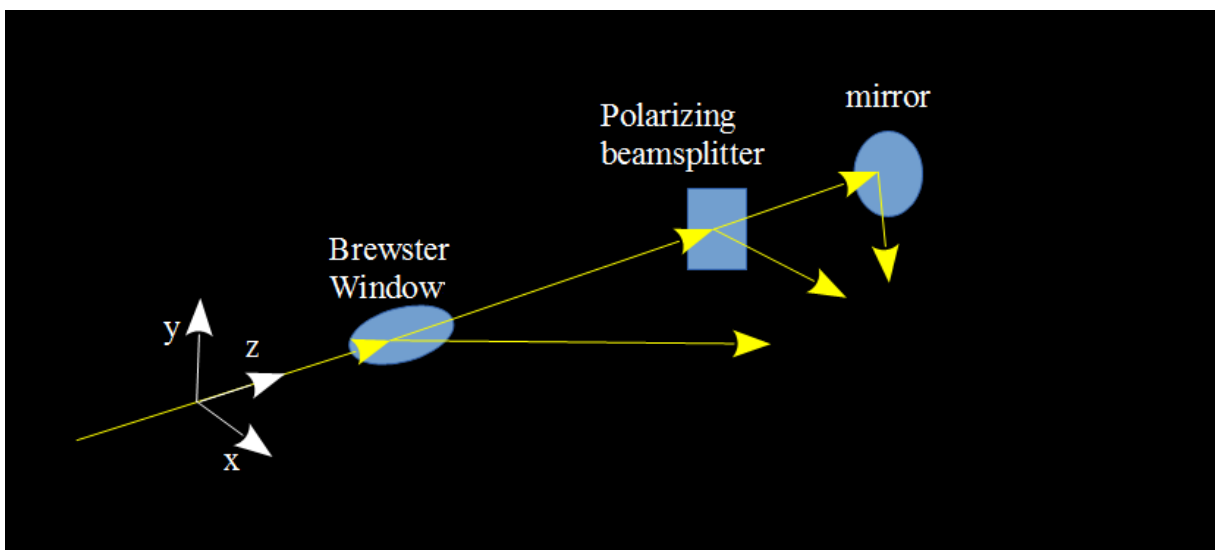 mirror
Polarizing
beamsplitter
Brewster
Window
y
z
x